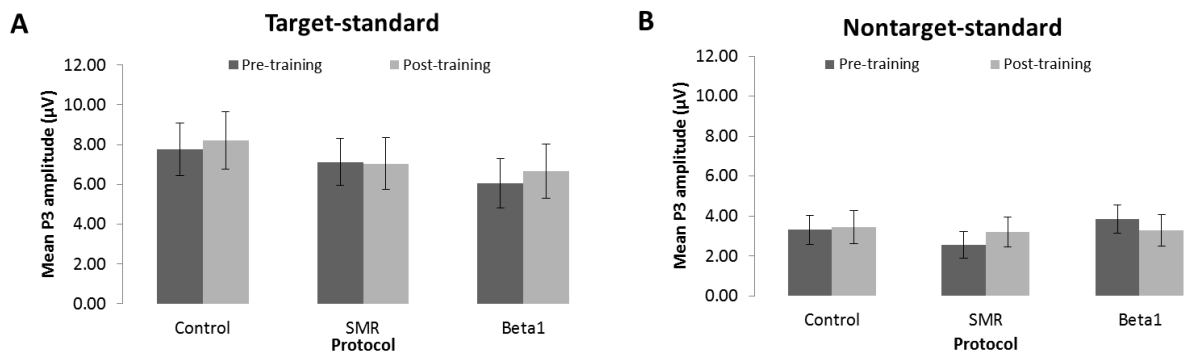 A
Target-standard
Pre-training Post-training
Mean P3 amplitude (µV)
12.00
10.00
8.00
6.00
4.00
2.00
0.00
Control SMR Beta1
Protocol
B
Nontarget-standard
Pre-training Post-training
Mean P3 amplitude (µV)
12.00
10.00
8.00
6.00
4.00
2.00
0.00
Control SMR Beta1
Protocol